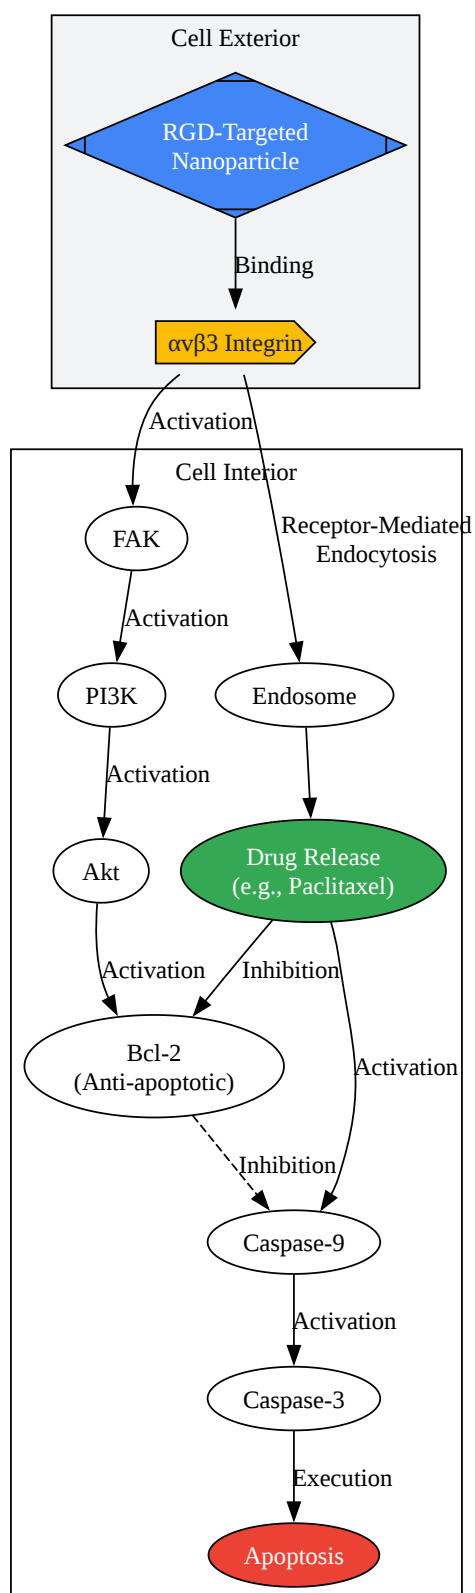 Cell Exterior
RGD-Targeted
Nanoparticle
Binding
αvβ3 Integrin
Activation
Cell Interior
Receptor-Mediated
Endocytosis
FAK
Activation
PI3K
Endosome
Activation
Drug Release
(e.g., Paclitaxel)
Akt
Activation
Inhibition
Bcl-2
(Anti-apoptotic)
Activation
Inhibition
Caspase-9
Activation
Caspase-3
Execution
Apoptosis